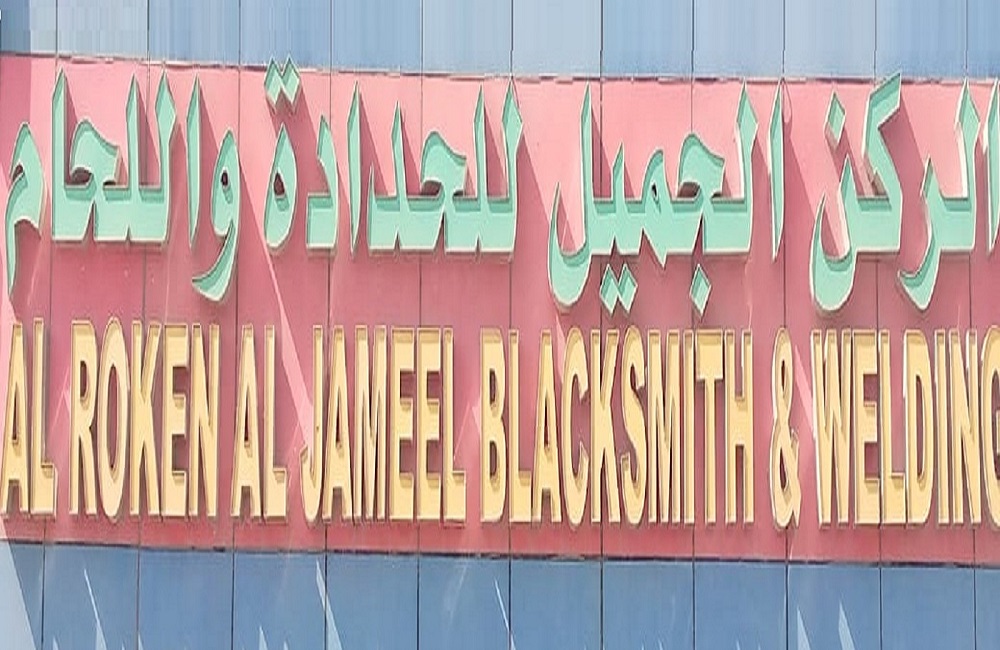 الركن الجميل للحدادة واللحام
AL ROKEN AL JAMEEL BLACKSMITH & WELDING